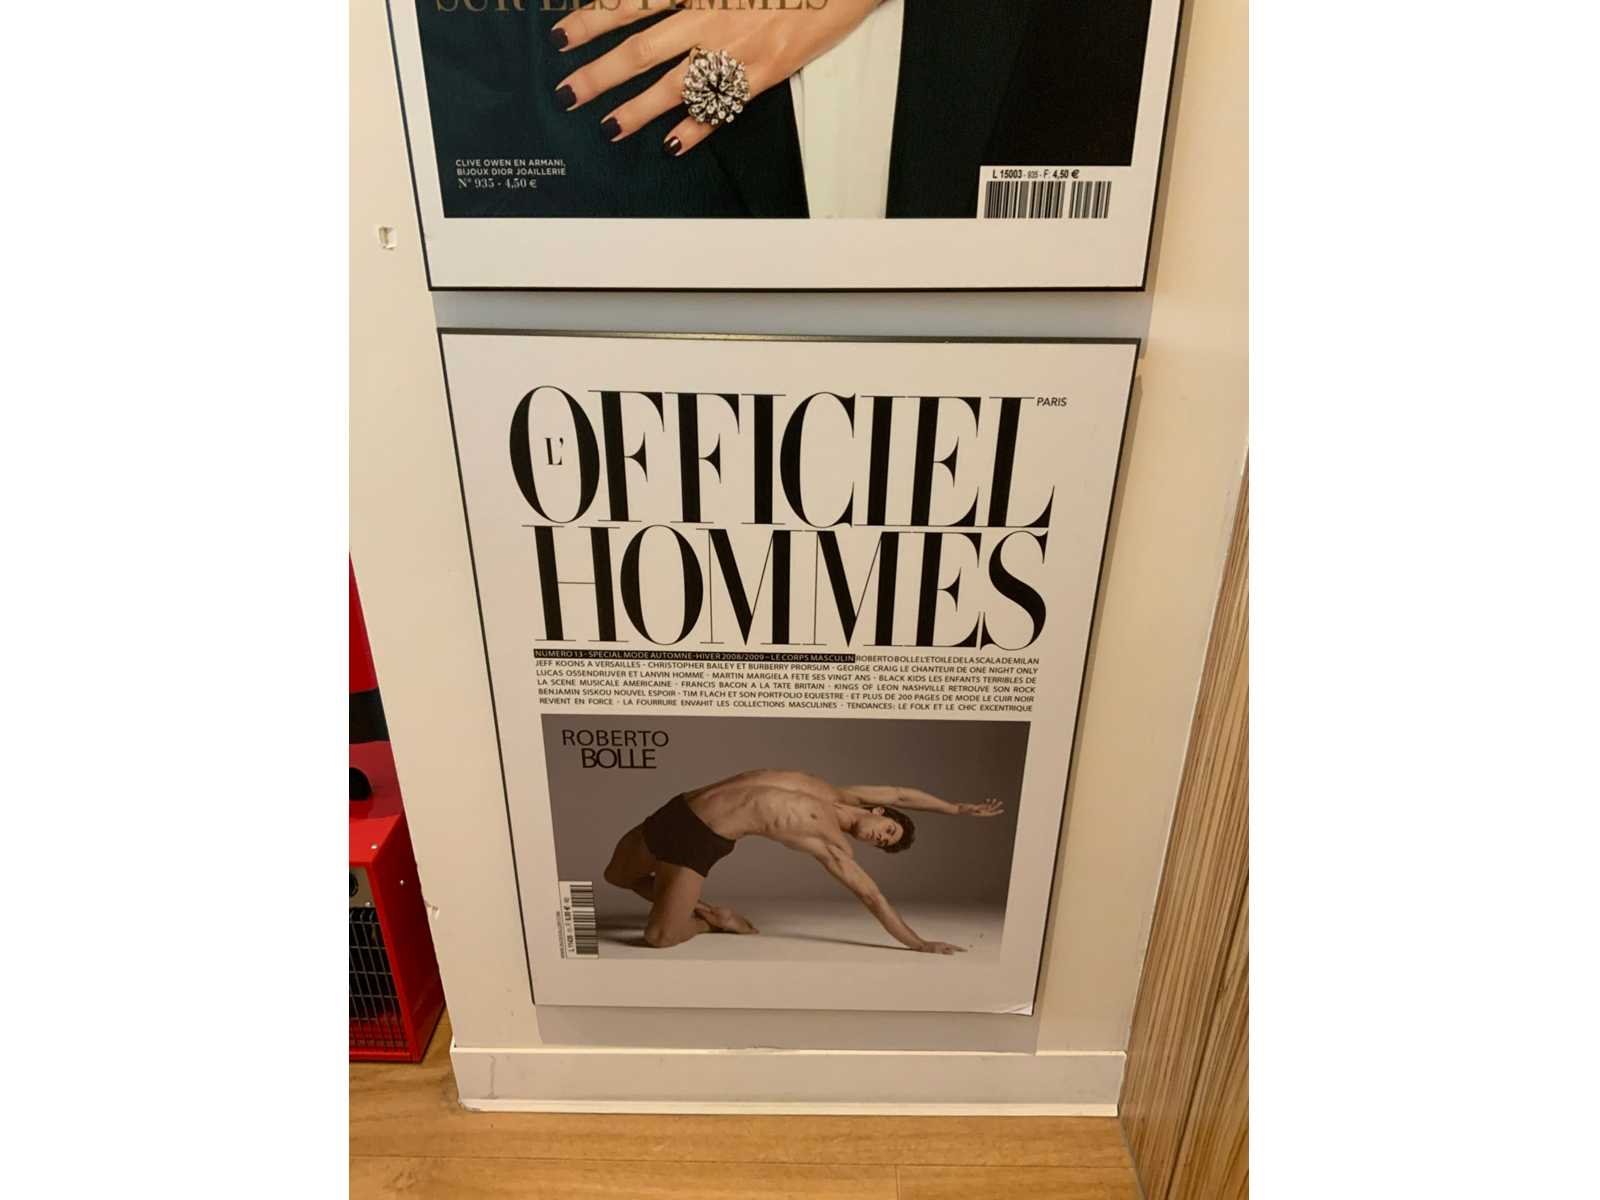 SUR LES FEMMES
CLIVE OWEN EN ARMANI,
BIJOUX DIOR JOAILLERIE
N° 935 - 4,50 €
L 15003 - 935 - F: 4,50 €
L'OFFICIEL
PARIS
HOMMES
NUMERO 13 - SPECIAL MODE AUTOMNE-HIVER 2008/2009 – LE CORPS MASCULIN ROBERTO BOLLE L'ETOILE DE LA SCALA DE MILAN
JEFF KOONS A VERSAILLES - CHRISTOPHER BAILEY ET BURBERRY PRORSUM - GEORGE CRAIG LE CHANTEUR DE ONE NIGHT ONLY
LUCAS OSSENDRIJVER ET LANVIN HOMME - MARTIN MARGIELA FETE SES VINGT ANS - BLACK KIDS LES ENFANTS TERRIBLES DE
LA SCENE MUSICALE AMERICAINE - FRANCIS BACON A LA TATE BRITAIN - KINGS OF LEON NASHVILLE RETROUVE SON ROCK
BENJAMIN SISKOU NOUVEL ESPOIR - TIM FLACH ET SON PORTFOLIO EQUESTRE - ET PLUS DE 200 PAGES DE MODE LE CUIR NOIR
REVIENT EN FORCE - LA FOURRURE ENVAHIT LES COLLECTIONS MASCULINES - TENDANCES: LE FOLK ET LE CHIC EXCENTRIQUE
ROBERTO
BOLLE